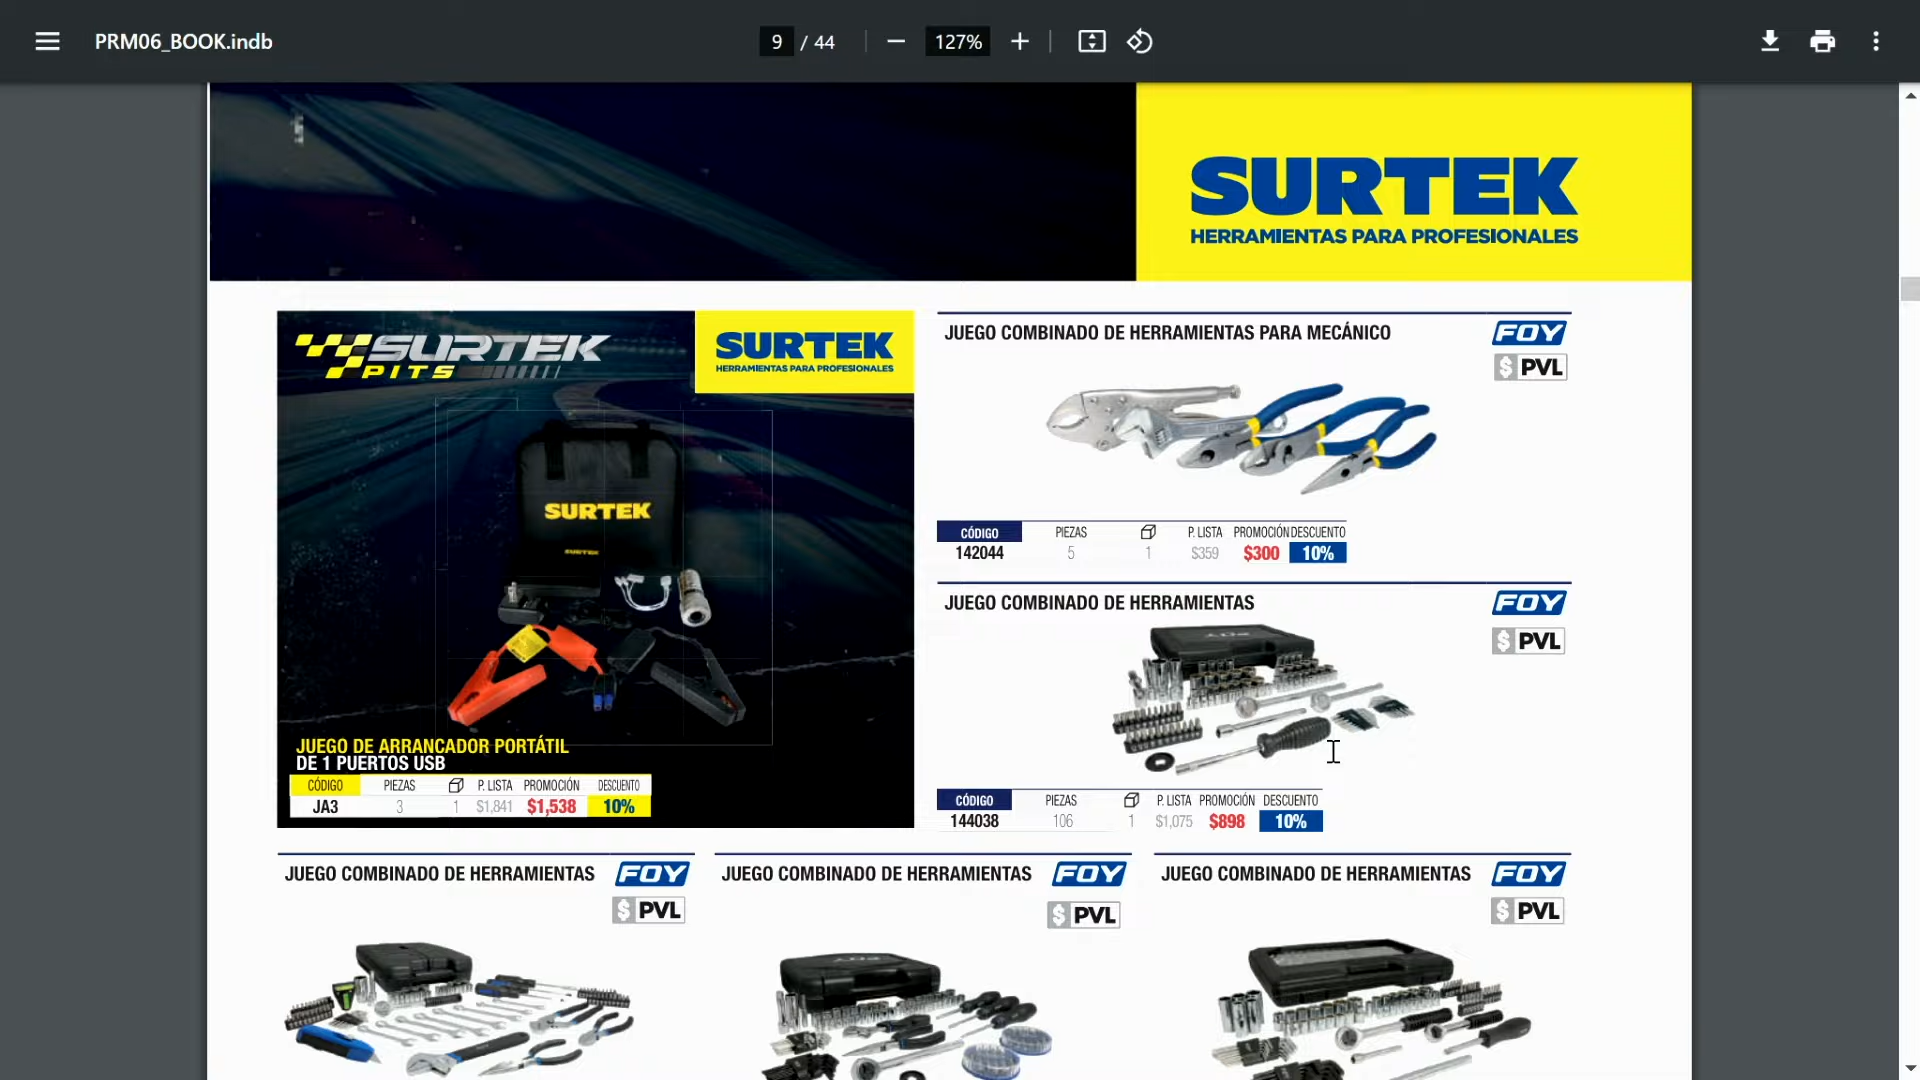 PRM06_BOOK.indb
9 / 44
127%
SURTEK
HERRAMIENTAS PARA PROFESIONALES
SURTEK
PITS
SURTEK
HERRAMIENTAS PARA PROFESIONALES
SURTEK
SURTEK
JUEGO DE ARRANCADOR PORTÁTIL
DE 1 PUERTOS USB
CÓDIGO PIEZAS P. LISTA PROMOCIÓN DESCUENTO
JA3 3 1 $1,841 $1,538 10%
JUEGO COMBINADO DE HERRAMIENTAS PARA MECÁNICO
FOY
$ PVL
CÓDIGO PIEZAS P. LISTA PROMOCIÓN DESCUENTO
142044 5 1 $359 $300 10%
JUEGO COMBINADO DE HERRAMIENTAS
FOY
$ PVL
CÓDIGO PIEZAS P. LISTA PROMOCIÓN DESCUENTO
144038 106 1 $1,075 $898 10%
JUEGO COMBINADO DE HERRAMIENTAS
FOY
$ PVL
JUEGO COMBINADO DE HERRAMIENTAS
FOY
$ PVL
JUEGO COMBINADO DE HERRAMIENTAS
FOY
$ PVL